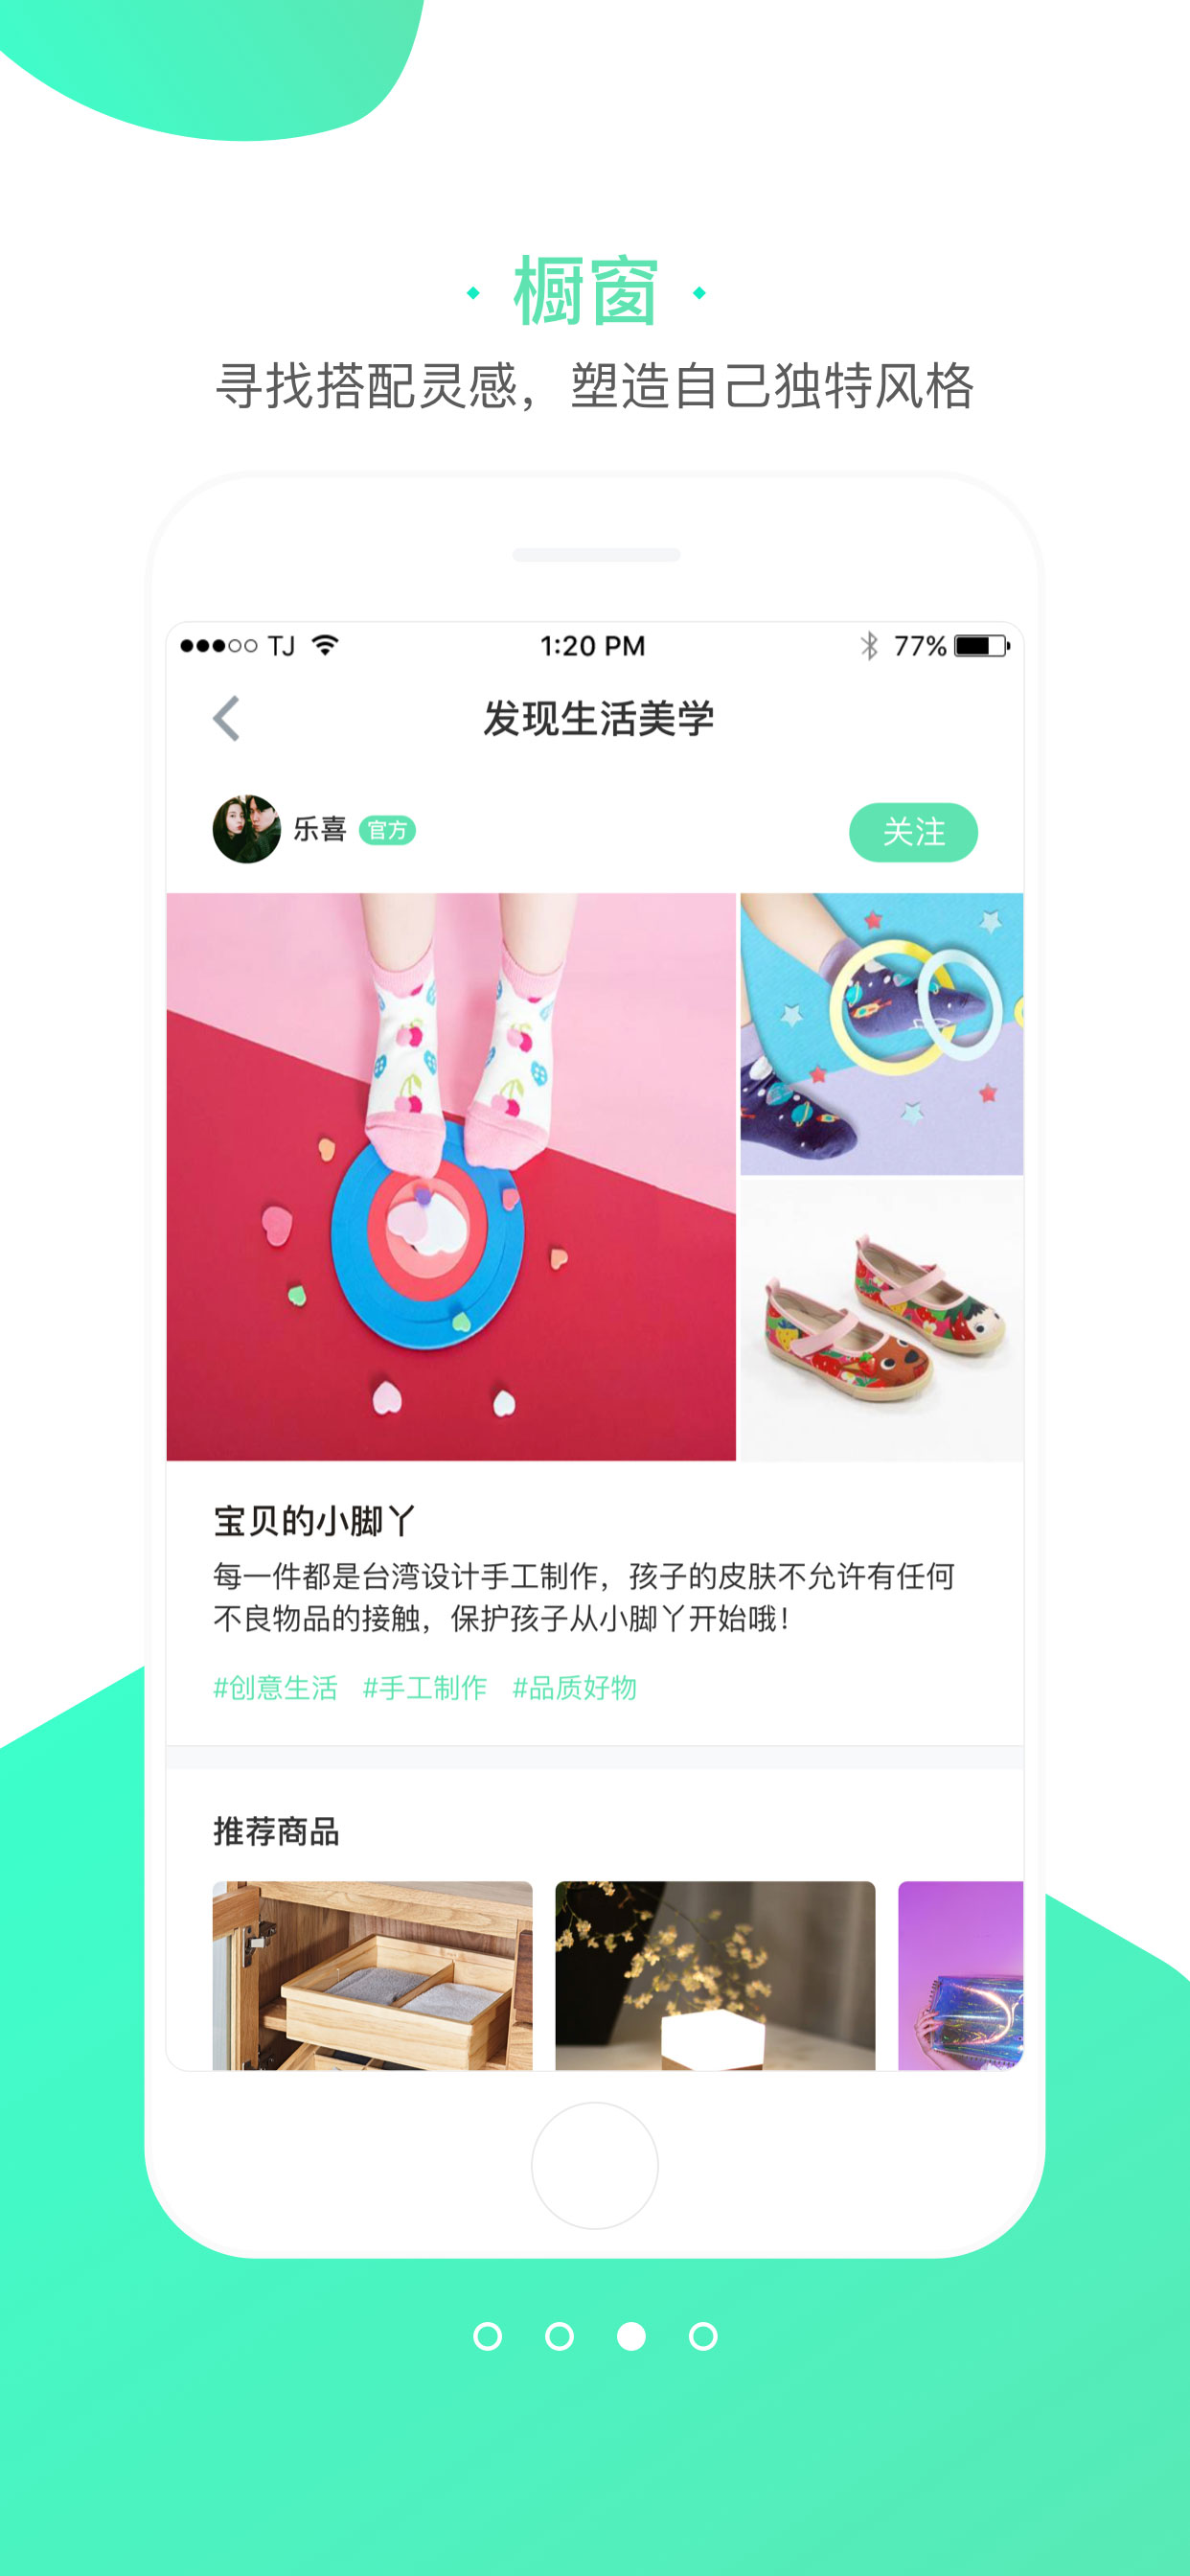 橱窗
寻找搭配灵感，塑造自己独特风格
TJ 1:20 PM 77%
发现生活美学
乐喜 官方 关注
宝贝的小脚丫
每一件都是台湾设计手工制作，孩子的皮肤不允许有任何
不良物品的接触，保护孩子从小脚丫开始哦！
#创意生活 #手工制作 #品质好物
推荐商品